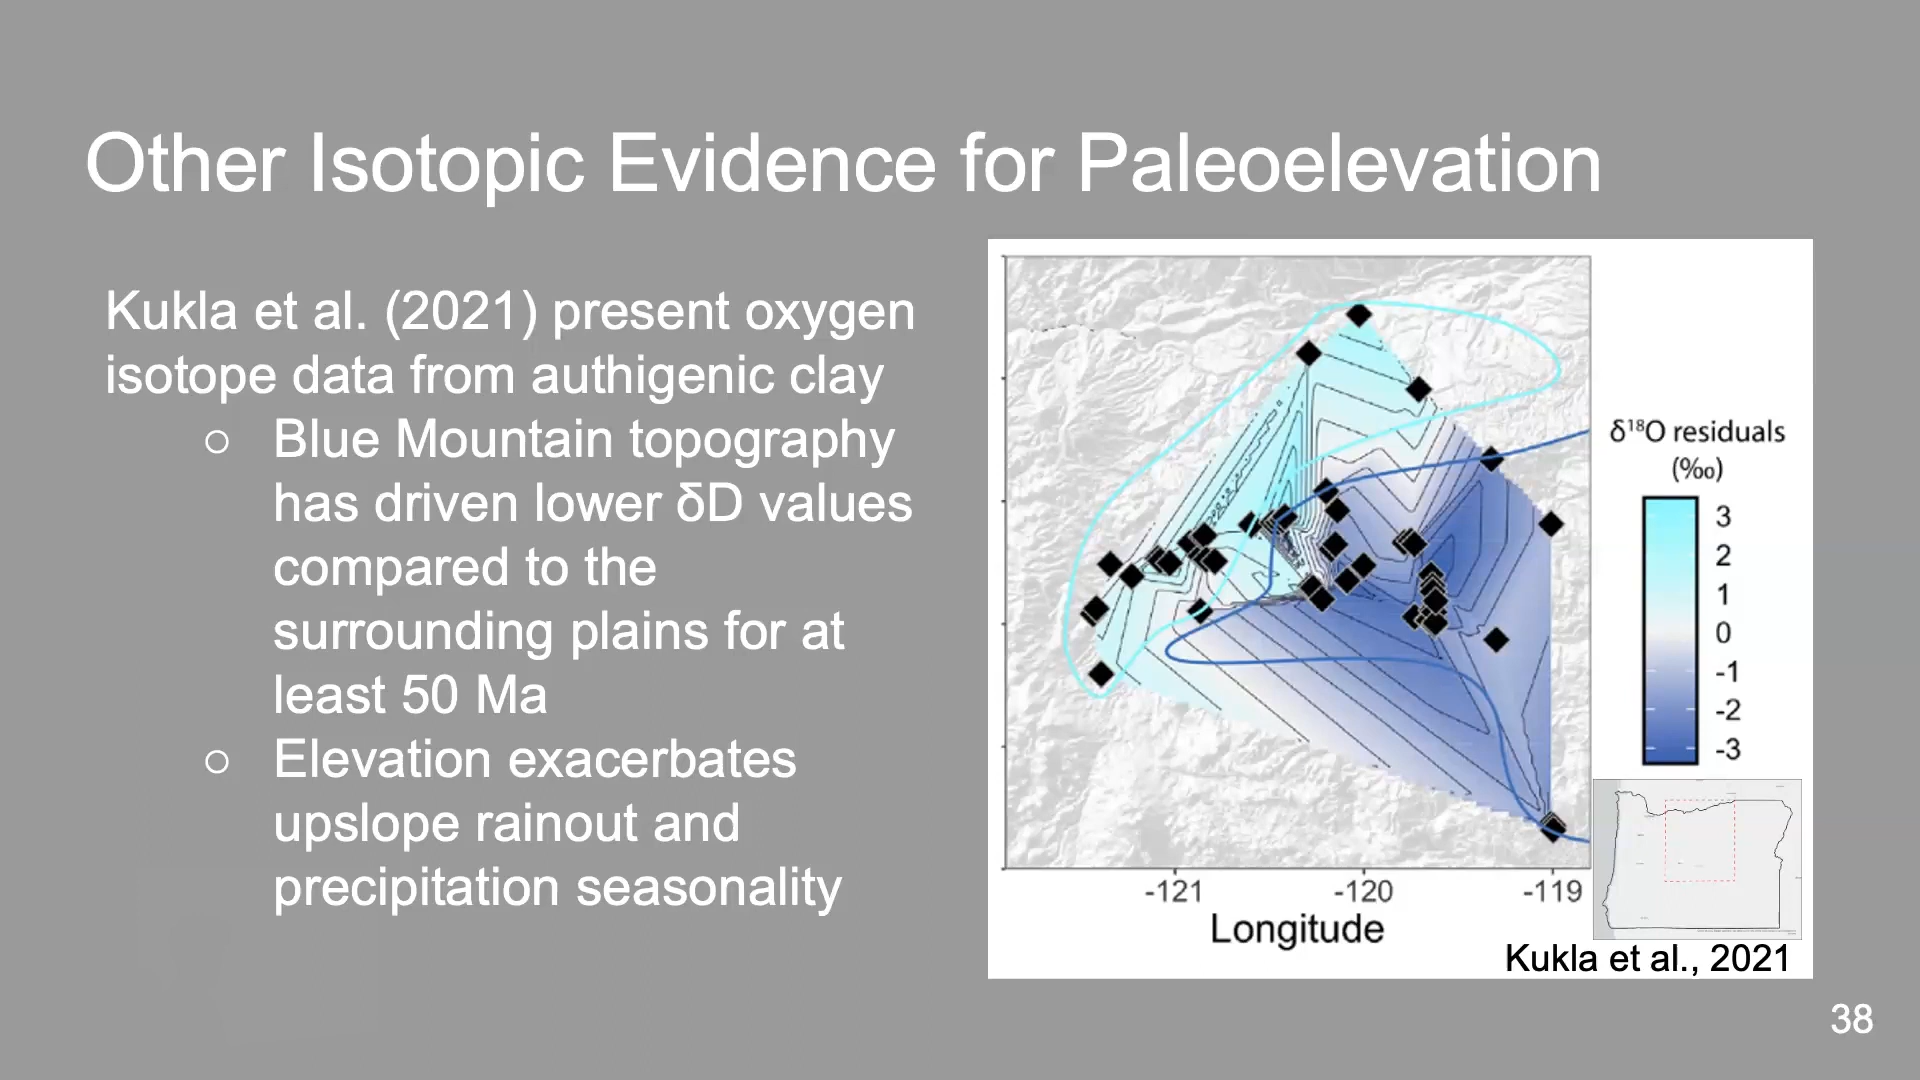 Other Isotopic Evidence for Paleoelevation
Kukla et al. (2021) present oxygen
isotope data from authigenic clay
○ Blue Mountain topography
has driven lower δD values
compared to the
surrounding plains for at
least 50 Ma
○ Elevation exacerbates
upslope rainout and
precipitation seasonality
δ¹⁸O residuals
(‰)
3
2
1
0
-1
-2
-3
-121
-120
-119
Longitude
Kukla et al., 2021
38